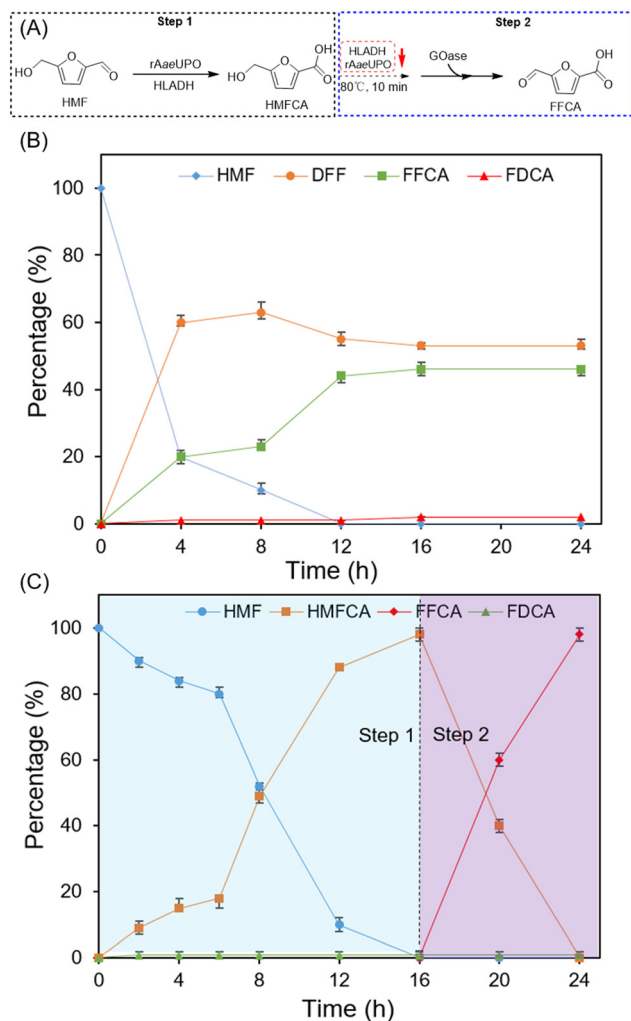 (A) Step 1 Step 2
HO O rAaeUPO HLADH HMF
HO OH O HMFCA
HLADH
rAaeUPO
80℃, 10 min
GOase
O OH O FFCA
(B)
HMF DFF FFCA FDCA
Percentage (%)
100
80
60
40
20
0
0 4 8 12 16 20 24
Time (h)
(C)
HMF HMFCA FFCA FDCA
Percentage (%)
100
80
60
40
20
0
Step 1 Step 2
0 4 8 12 16 20 24
Time (h)